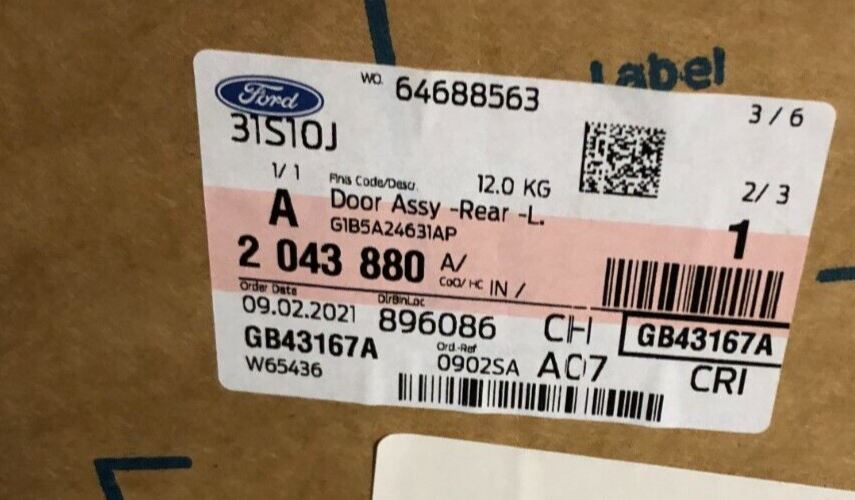 Label
Ford
WO. 64688563
3 / 6
31S10J
1/ 1
Finis Code/Descr. 12.0 KG
2/ 3
A Door Assy -Rear -L.
1
G1B5A24631AP
2 043 880 A/
CoO/ HC IN /
Order Date
DlrBinLoc
09.02.2021 896086 CH GB43167A
GB43167A
Ord.-Ref
W65436 0902SA A07 CRI